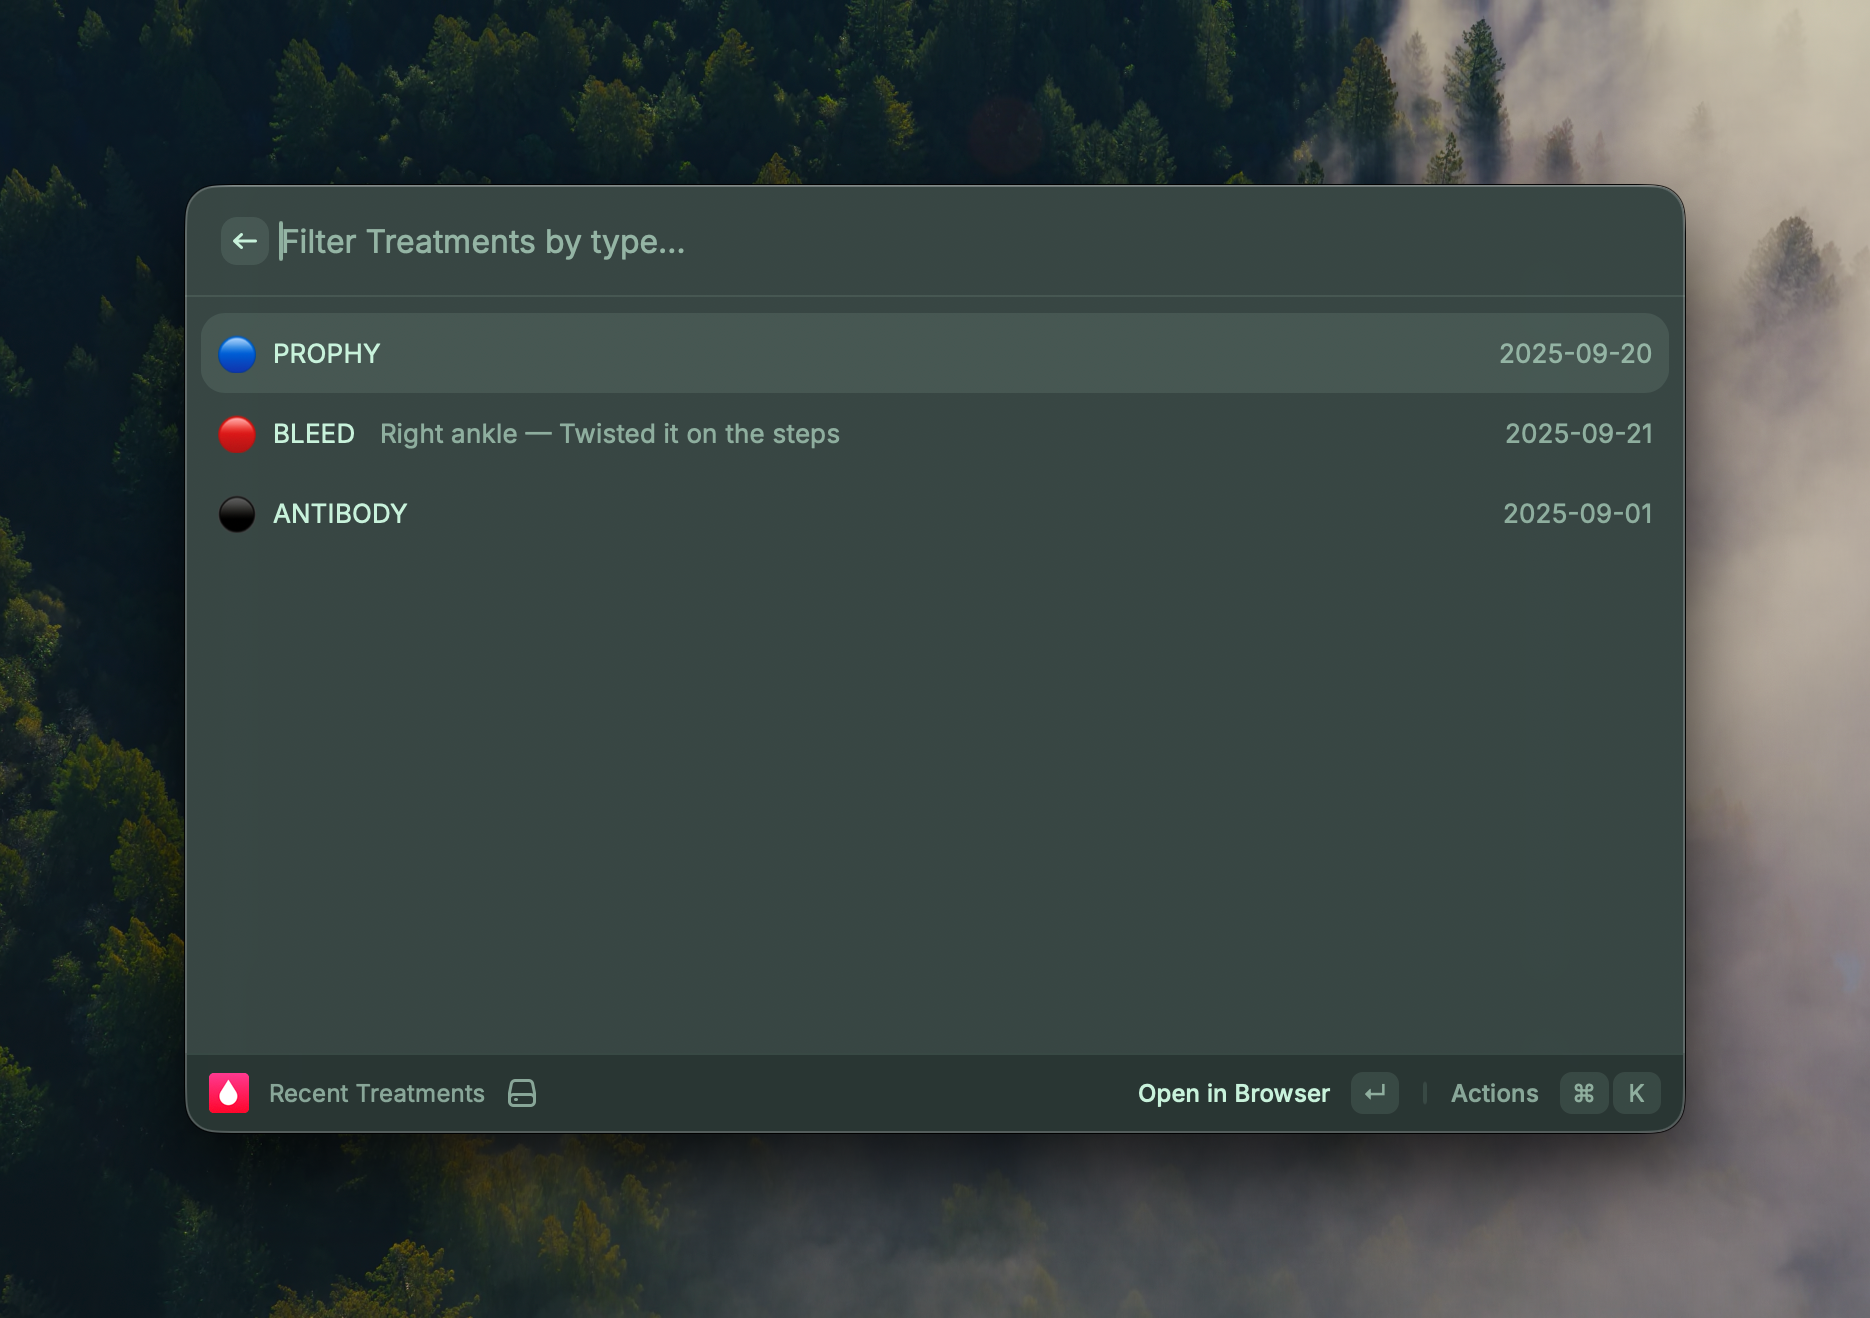 Filter Treatments by type...
PROPHY 2025-09-20
BLEED Right ankle — Twisted it on the steps 2025-09-21
ANTIBODY 2025-09-01
Recent Treatments Open in Browser ↵ Actions ⌘ K